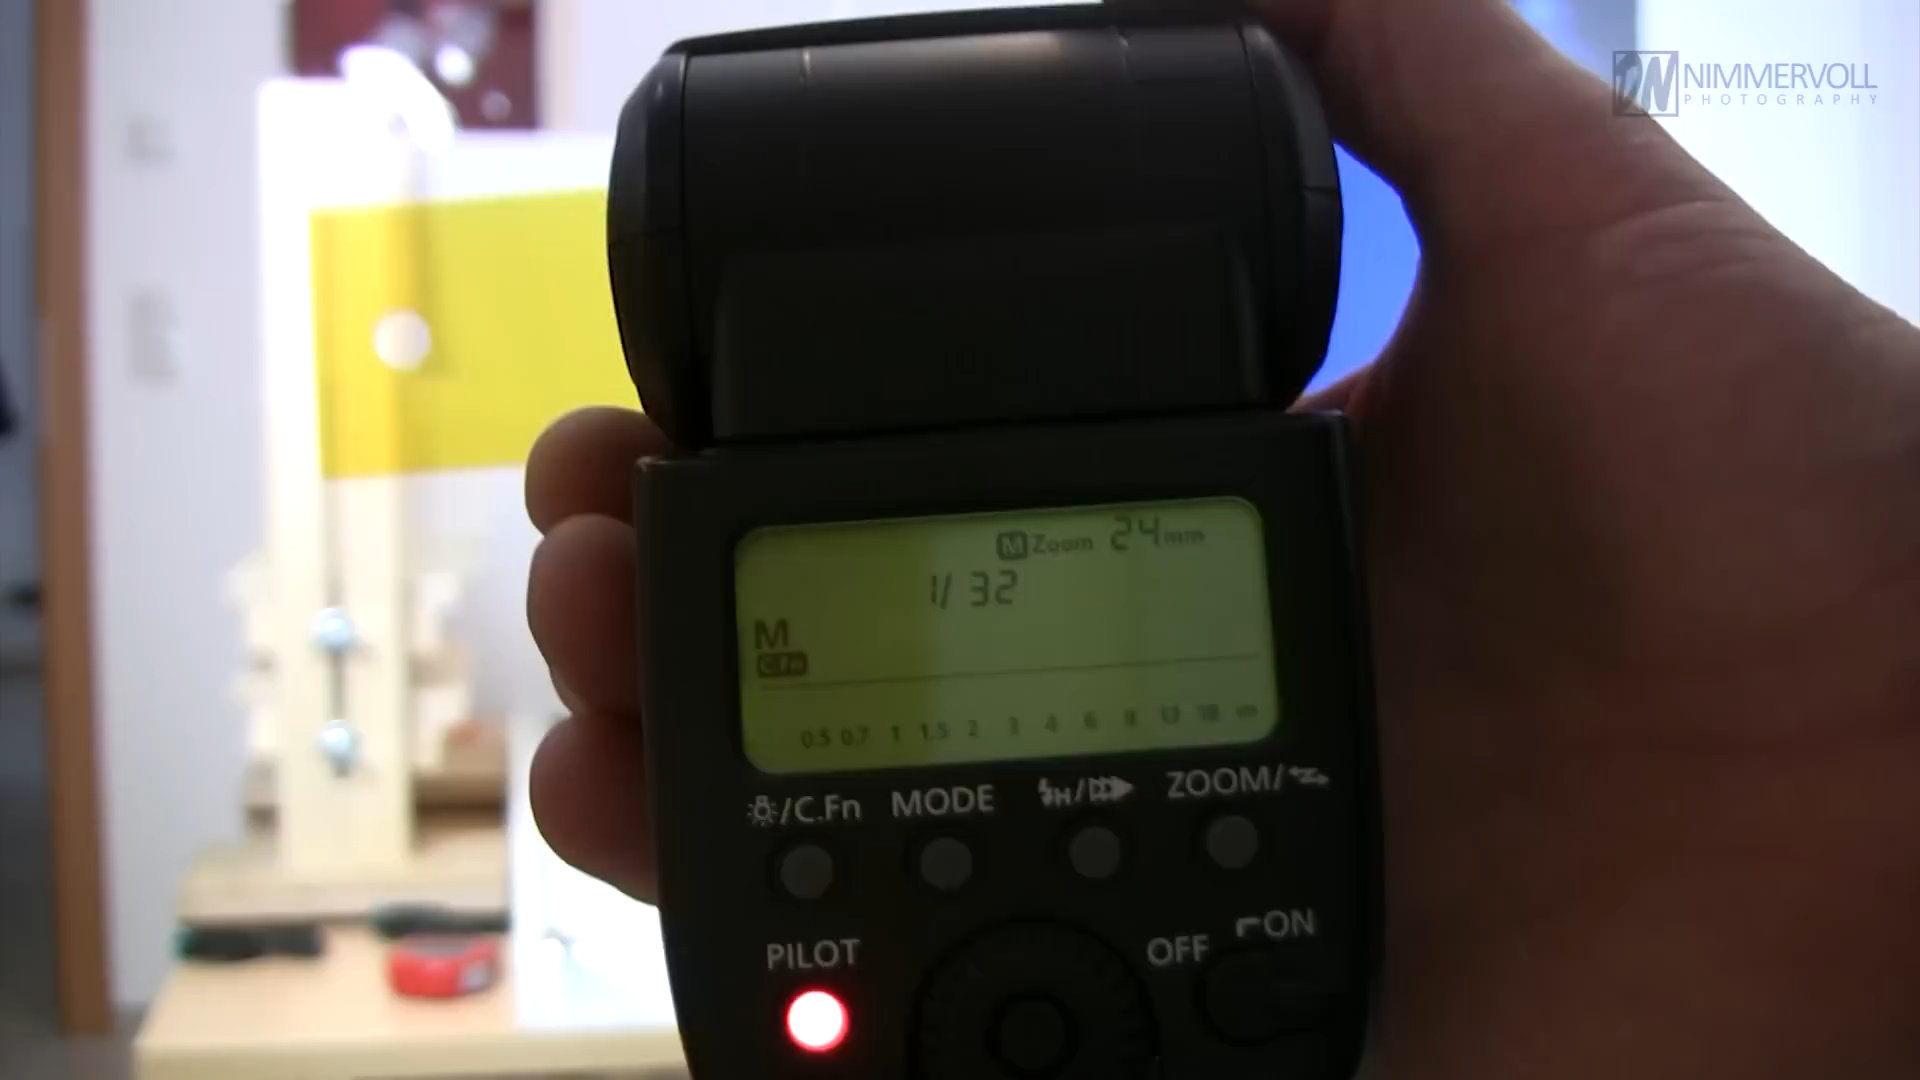 NIMMERVOLL
PHOTOGRAPHY
M Zoom 24mm
1/ 32
M
C.Fn
0.5 0.7 1 1.5 2 3 4 6 9 13 18 m
/C.Fn MODE H/ ZOOM/
PILOT
OFF ON